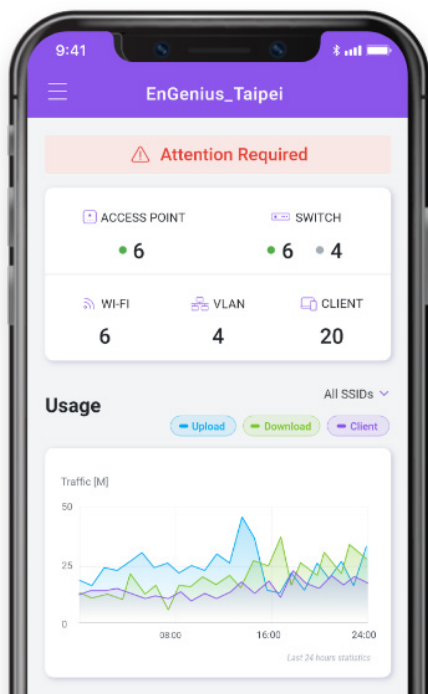 9:41
EnGenius_Taipei
Attention Required
ACCESS POINT
SWITCH
6
6
4
WI-FI
VLAN
CLIENT
6
4
20
Usage
All SSIDs
Upload
Download
Client
Traffic [M]
50
25
0
08:00
16:00
24:00
Last 24 hours statistics